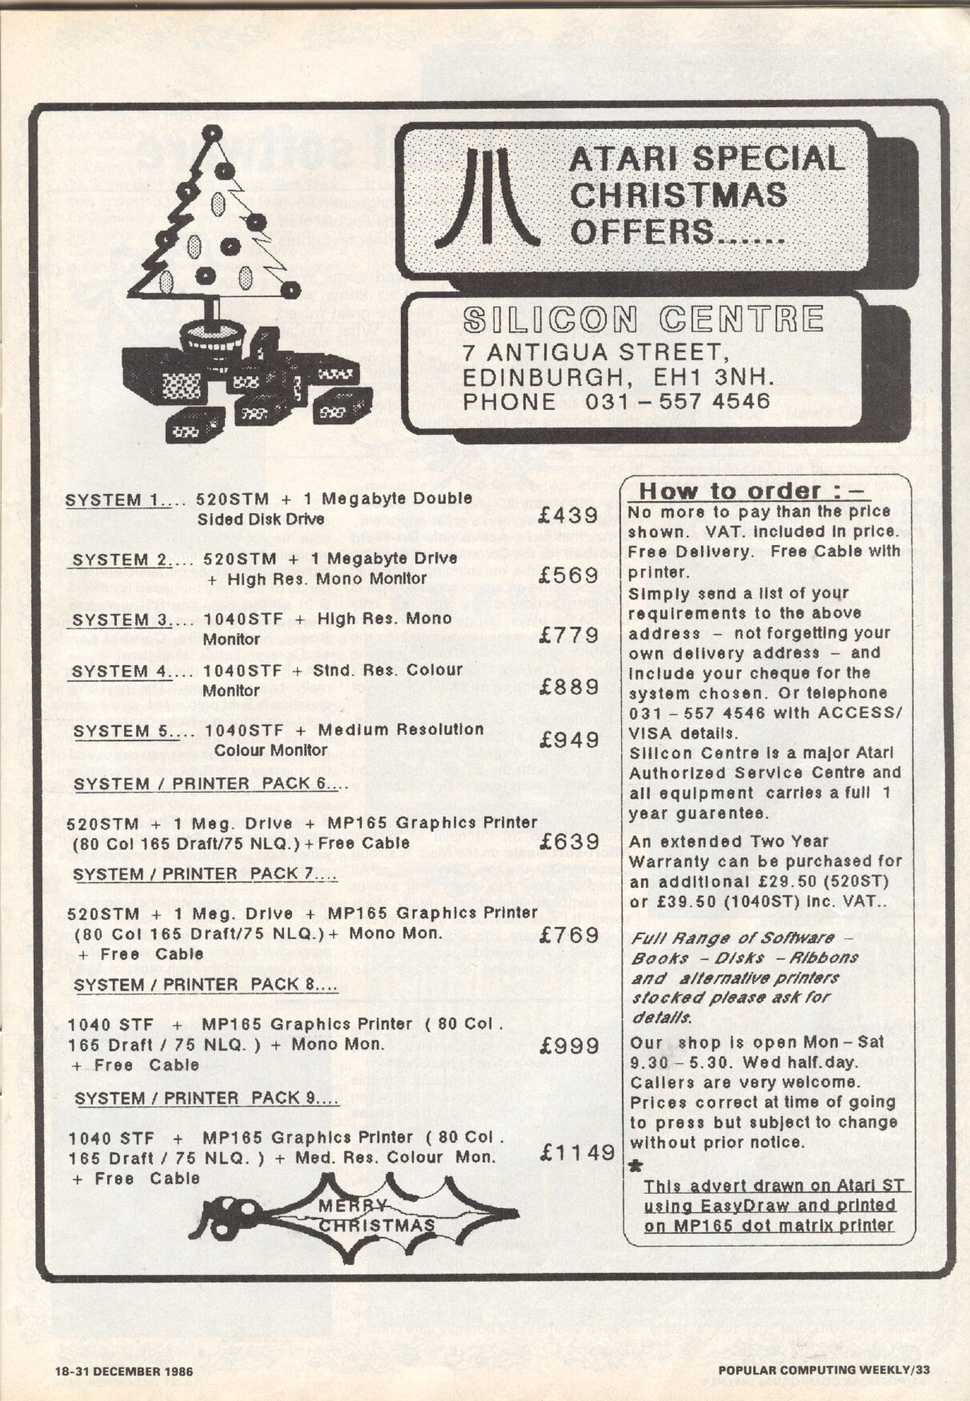 ATARI SPECIAL
CHRISTMAS
OFFERS......
SILICON CENTRE
7 ANTIGUA STREET,
EDINBURGH, EH1 3NH.
PHONE 031 – 557 4546
SYSTEM 1.... 520STM + 1 Megabyte Double
Sided Disk Drive £439
SYSTEM 2.... 520STM + 1 Megabyte Drive
+ High Res. Mono Monitor £569
SYSTEM 3.... 1040STF + High Res. Mono
Monitor £779
SYSTEM 4.... 1040STF + Stnd. Res. Colour
Monitor £889
SYSTEM 5.... 1040STF + Medium Resolution
Colour Monitor £949
SYSTEM / PRINTER PACK 6....
520STM + 1 Meg. Drive + MP165 Graphics Printer
(80 Col 165 Draft/75 NLQ.) + Free Cable £639
SYSTEM / PRINTER PACK 7....
520STM + 1 Meg. Drive + MP165 Graphics Printer
(80 Col 165 Draft/75 NLQ.) + Mono Mon. £769
+ Free Cable
SYSTEM / PRINTER PACK 8....
1040 STF + MP165 Graphics Printer ( 80 Col .
165 Draft / 75 NLQ. ) + Mono Mon. £999
+ Free Cable
SYSTEM / PRINTER PACK 9....
1040 STF + MP165 Graphics Printer ( 80 Col .
165 Draft / 75 NLQ. ) + Med. Res. Colour Mon. £1149
+ Free Cable
MERRY
CHRISTMAS
How to order : –
No more to pay than the price
shown. VAT. included in price.
Free Delivery. Free Cable with
printer.
Simply send a list of your
requirements to the above
address – not forgetting your
own delivery address – and
include your cheque for the
system chosen. Or telephone
031 – 557 4546 with ACCESS/
VISA details.
Silicon Centre is a major Atari
Authorized Service Centre and
all equipment carries a full 1
year guarentee.
An extended Two Year
Warranty can be purchased for
an additional £29.50 (520ST)
or £39.50 (1040ST) inc. VAT..
Full Range of Software –
Books – Disks – Ribbons
and alternative printers
stocked please ask for
details.
Our shop is open Mon – Sat
9.30 – 5.30. Wed half.day.
Callers are very welcome.
Prices correct at time of going
to press but subject to change
without prior notice.
*
This advert drawn on Atari ST
using EasyDraw and printed
on MP165 dot matrix printer
18-31 DECEMBER 1986
POPULAR COMPUTING WEEKLY/33